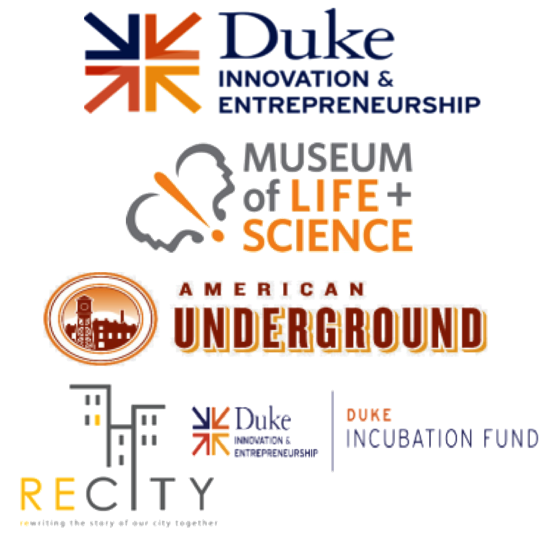 Duke
INNOVATION &
ENTREPRENEURSHIP
MUSEUM
of LIFE +
SCIENCE
AMERICAN
UNDERGROUND
Duke
INNOVATION &
ENTREPRENEURSHIP
DUKE
INCUBATION FUND
RECITY
rewriting the story of our city together